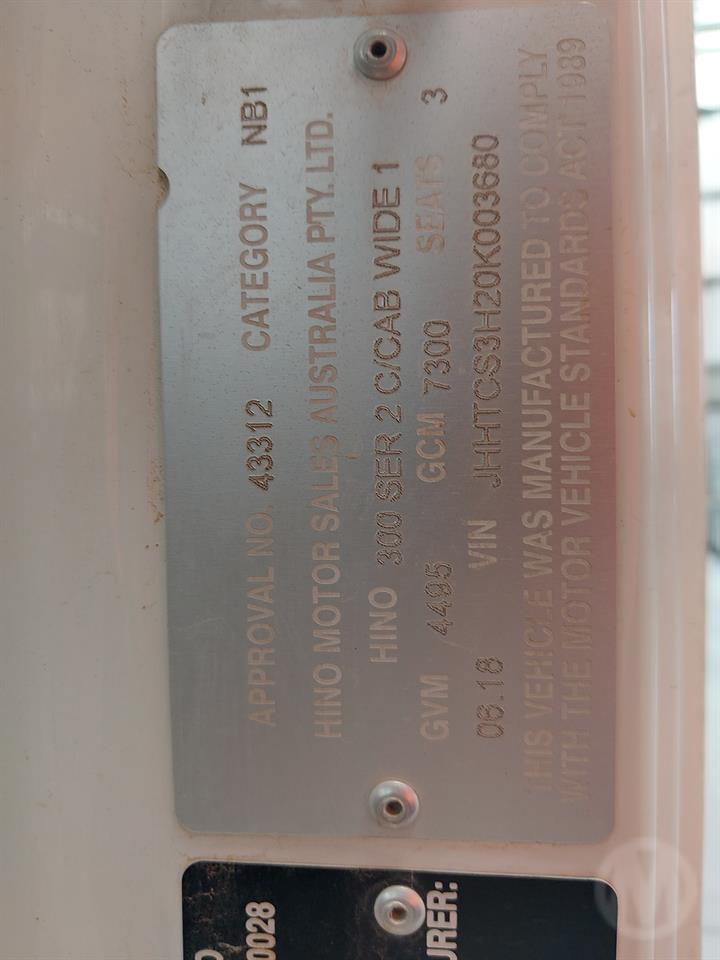 APPROVAL NO. 43312 CATEGORY NB1
HINO MOTOR SALES AUSTRALIA PTY. LTD.
HINO 300 SER 2 C/CAB WIDE 1
GVM 4495 GCM 7300 SEATS 3
06.18 VIN JHHTCS3H20K003680
THIS VEHICLE WAS MANUFACTURED TO COMPLY
WITH THE MOTOR VEHICLE STANDARDS ACT 1989
0028
URER:
M